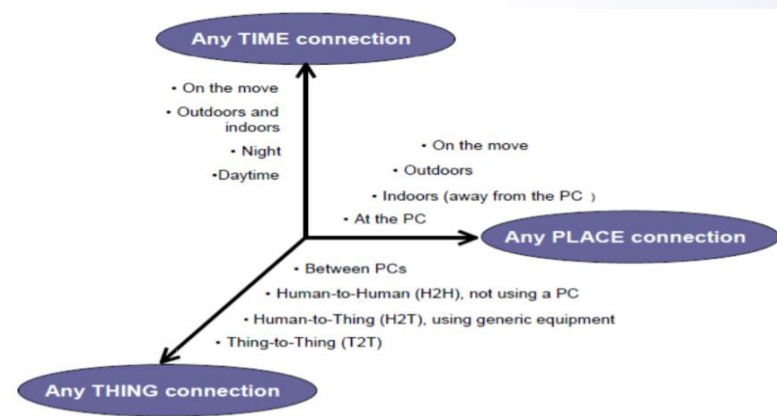 Any TIME connection
• On the move
• Outdoors and
indoors
• Night
•Daytime
• On the move
• Outdoors
• Indoors (away from the PC )
• At the PC
Any PLACE connection
• Between PCs
• Human-to-Human (H2H), not using a PC
• Human-to-Thing (H2T), using generic equipment
• Thing-to-Thing (T2T)
Any THING connection